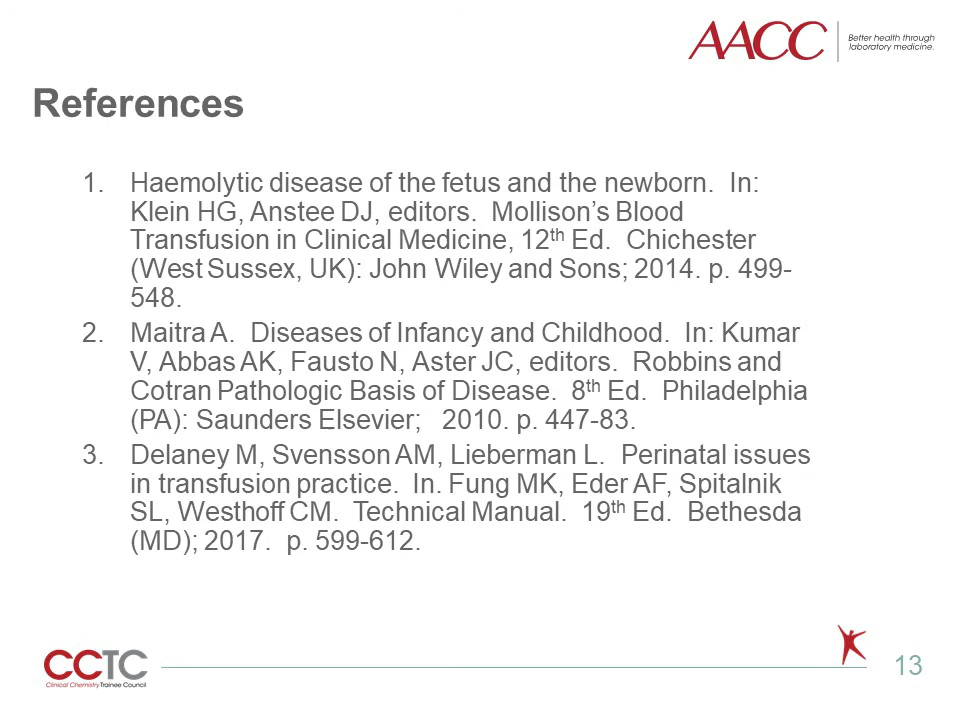 AACC
Better health through
laboratory medicine.
References
1. Haemolytic disease of the fetus and the newborn.  In:
Klein HG, Anstee DJ, editors.  Mollison’s Blood
Transfusion in Clinical Medicine, 12th Ed.  Chichester
(West Sussex, UK): John Wiley and Sons; 2014. p. 499-
548.
2. Maitra A.  Diseases of Infancy and Childhood.  In: Kumar
V, Abbas AK, Fausto N, Aster JC, editors.  Robbins and
Cotran Pathologic Basis of Disease.  8th Ed.  Philadelphia
(PA): Saunders Elsevier;   2010. p. 447-83.
3. Delaney M, Svensson AM, Lieberman L.  Perinatal issues
in transfusion practice.  In. Fung MK, Eder AF, Spitalnik
SL, Westhoff CM.  Technical Manual.  19th Ed.  Bethesda
(MD); 2017.  p. 599-612.
CCTC
Clinical Chemistry Trainee Council
13